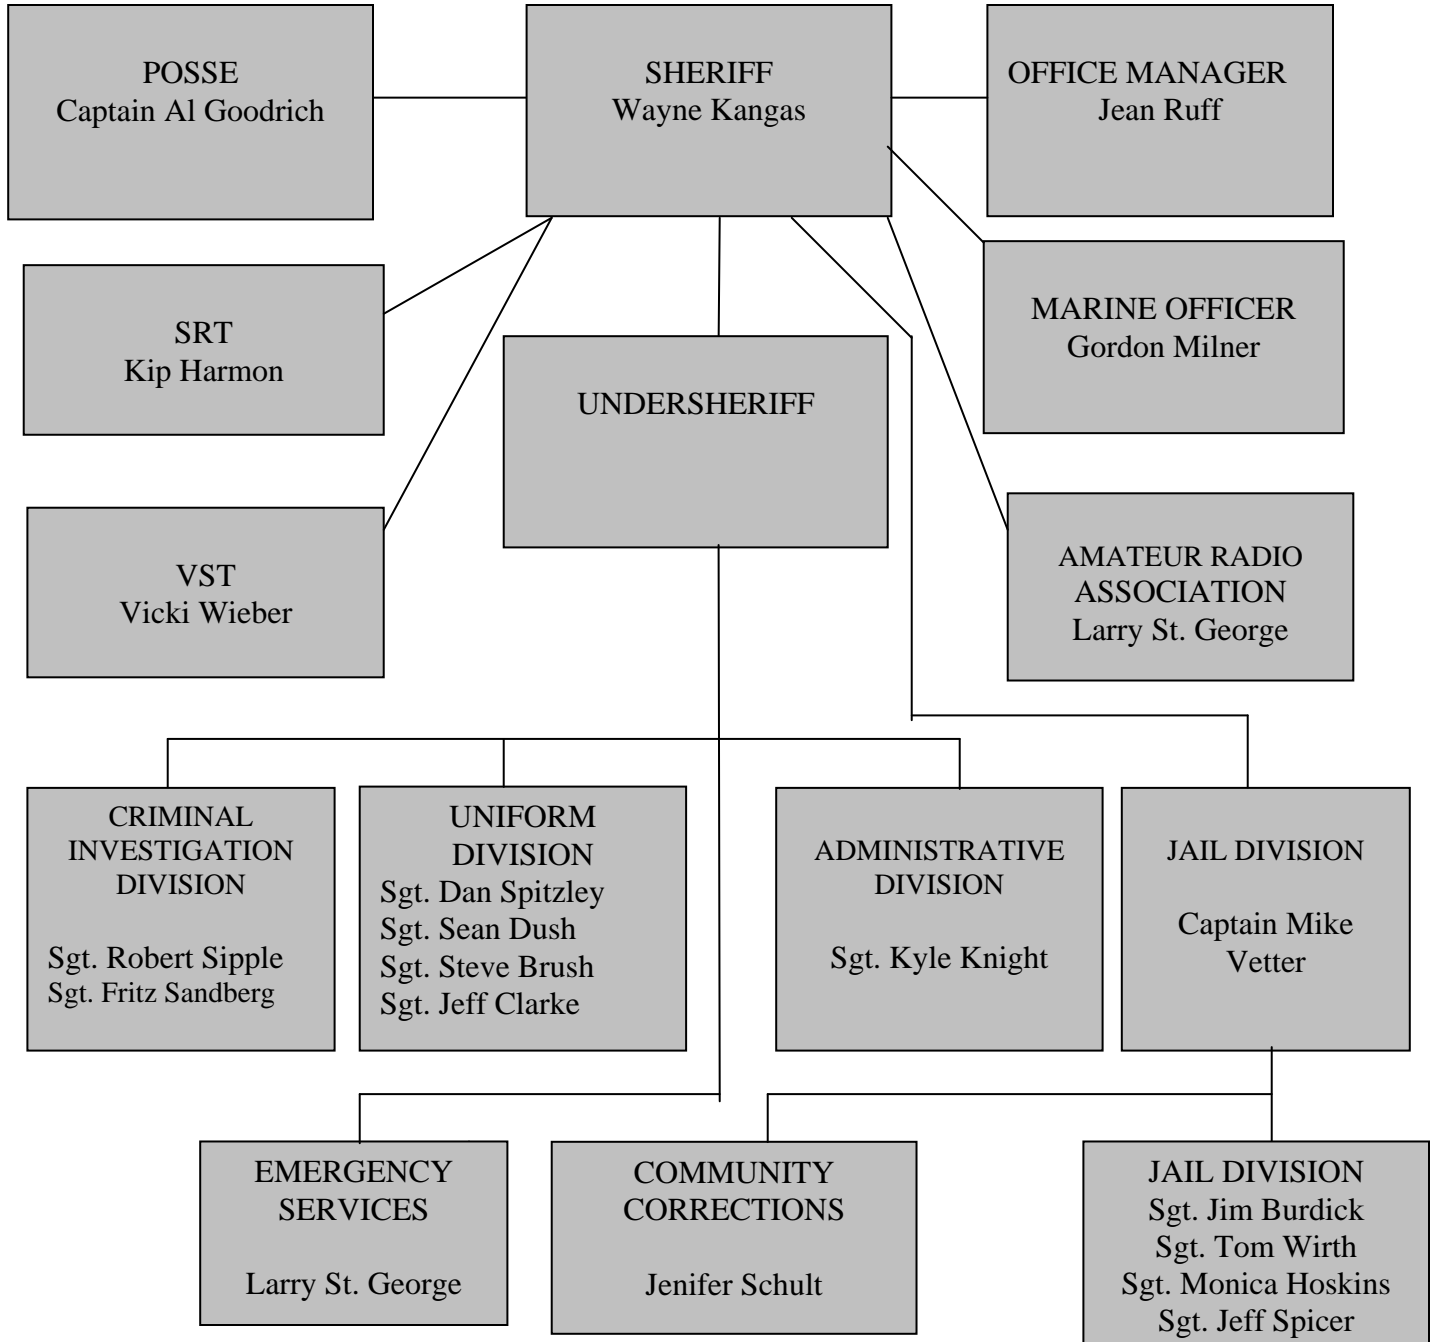 POSSE
Captain Al Goodrich
SHERIFF
Wayne Kangas
OFFICE MANAGER
Jean Ruff
SRT
Kip Harmon
MARINE OFFICER
Gordon Milner
UNDERSHERIFF
VST
Vicki Wieber
AMATEUR RADIO
ASSOCIATION
Larry St. George
CRIMINAL
INVESTIGATION
DIVISION
Sgt. Robert Sipple
Sgt. Fritz Sandberg
UNIFORM
DIVISION
Sgt. Dan Spitzley
Sgt. Sean Dush
Sgt. Steve Brush
Sgt. Jeff Clarke
ADMINISTRATIVE
DIVISION
Sgt. Kyle Knight
JAIL DIVISION
Captain Mike
Vetter
EMERGENCY
SERVICES
Larry St. George
COMMUNITY
CORRECTIONS
Jenifer Schult
JAIL DIVISION
Sgt. Jim Burdick
Sgt. Tom Wirth
Sgt. Monica Hoskins
Sgt. Jeff Spicer